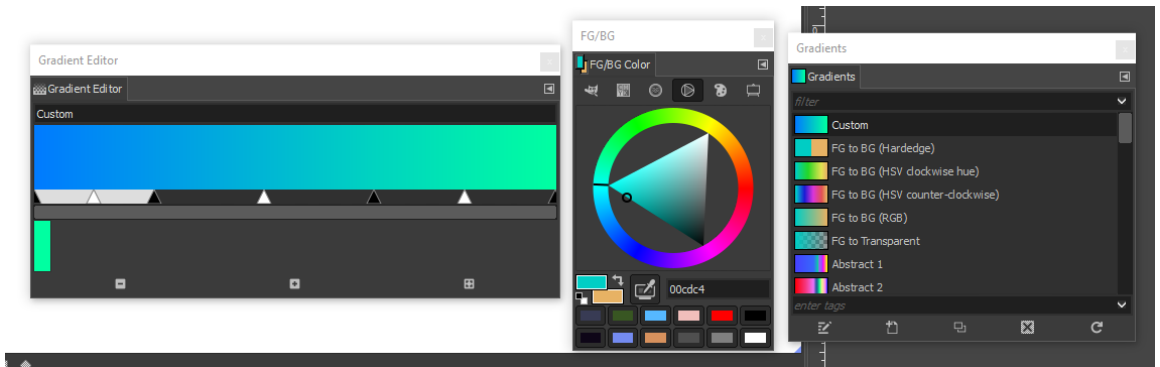 Gradient Editor
Gradient Editor
Custom
FG/BG
FG/BG Color
00cdc4
Gradients
Gradients
filter
Custom
FG to BG (Hardedge)
FG to BG (HSV clockwise hue)
FG to BG (HSV counter-clockwise)
FG to BG (RGB)
FG to Transparent
Abstract 1
Abstract 2
enter tags